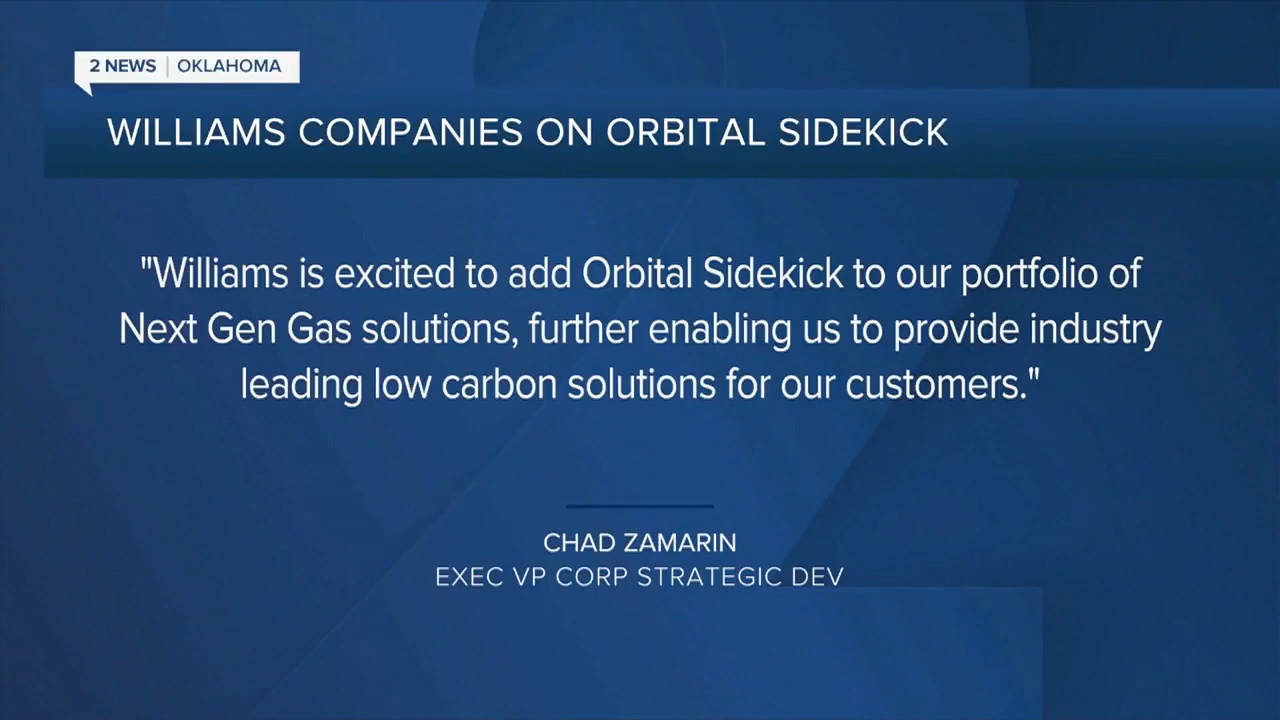 2 NEWS | OKLAHOMA
WILLIAMS COMPANIES ON ORBITAL SIDEKICK
"Williams is excited to add Orbital Sidekick to our portfolio of
Next Gen Gas solutions, further enabling us to provide industry
leading low carbon solutions for our customers."
CHAD ZAMARIN
EXEC VP CORP STRATEGIC DEV